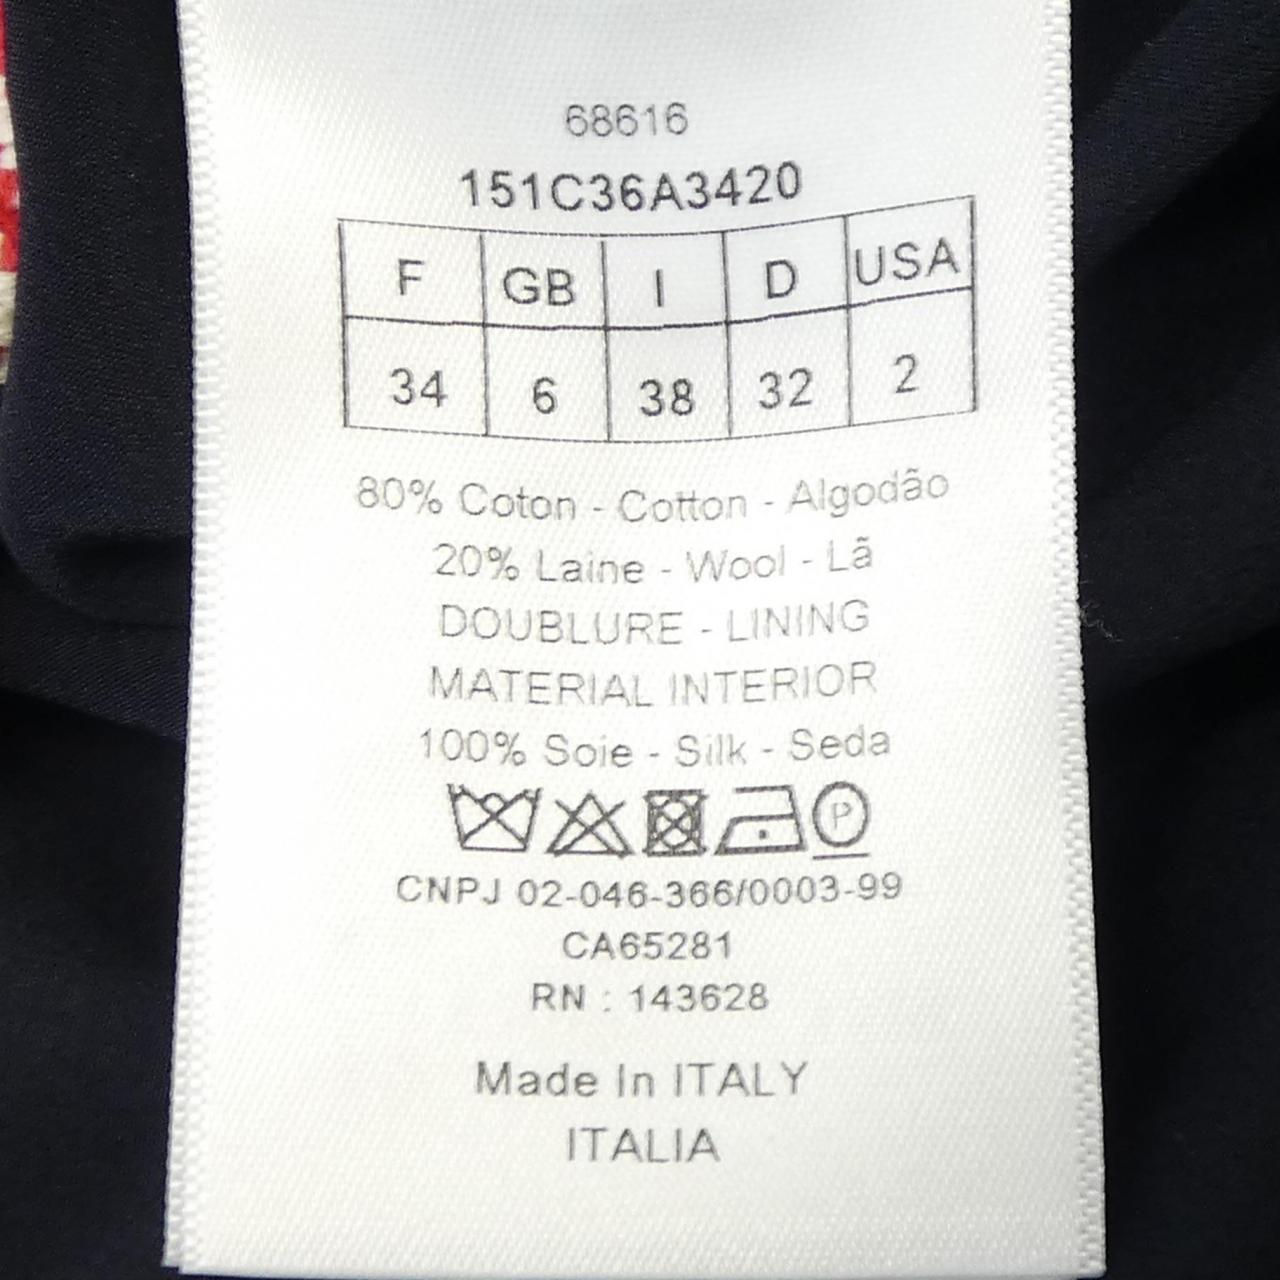 68616
151C36A3420
F GB I D USA
34 6 38 32 2
80% Coton - Cotton - Algodão
20% Laine - Wool - Lã
DOUBLURE - LINING
MATERIAL INTERIOR
100% Soie - Silk - Seda
P
CNPJ 02-046-366/0003-99
CA65281
RN : 143628
Made In ITALY
ITALIA